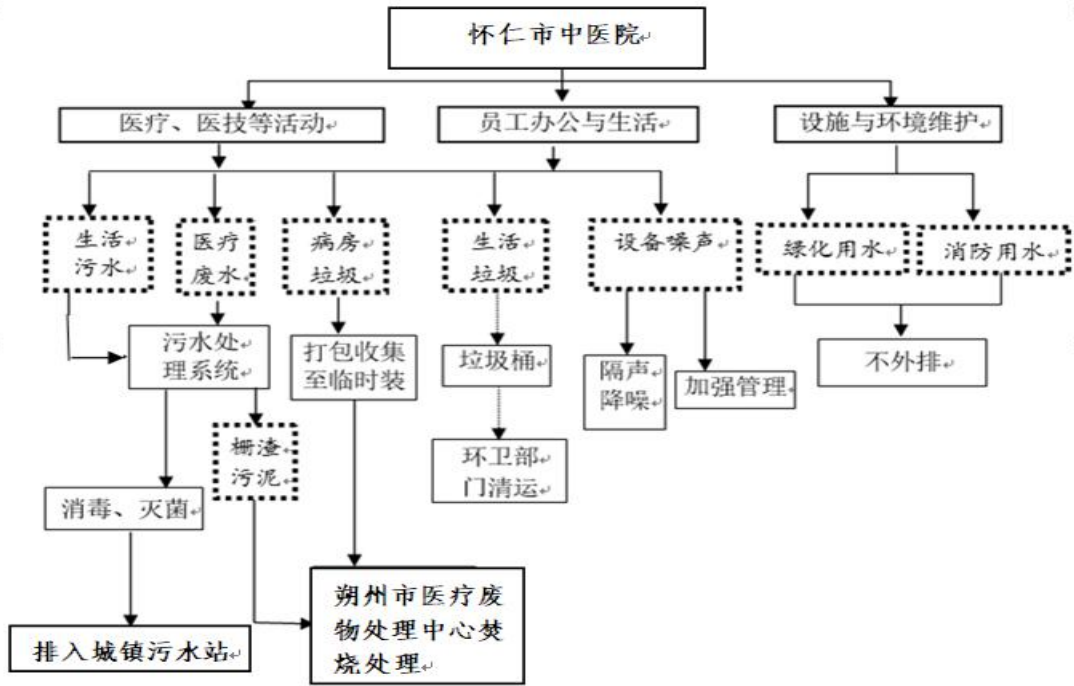 怀仁市中医院
医疗、医技等活动
员工办公与生活
设施与环境维护
生活
污水
医疗
废水
病房
垃圾
生活
垃圾
设备噪声
绿化用水
消防用水
污水处
理系统
打包收集
至临时装
垃圾桶
隔声
降噪
加强管理
不外排
栅渣
污泥
环卫部
门清运
消毒、灭菌
朔州市医疗废
物处理中心焚
烧处理
排入城镇污水站